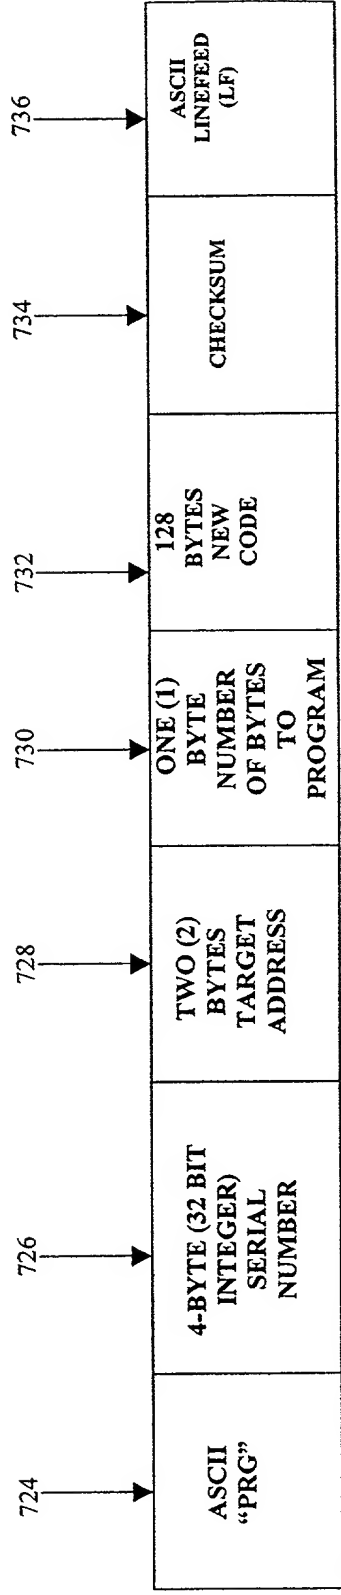 724
726
728
730
732
734
736
ASCII
“PRG”
4-BYTE (32 BIT
INTEGER)
SERIAL
NUMBER
TWO (2)
BYTES
TARGET
ADDRESS
ONE (1)
BYTE
NUMBER
OF BYTES
TO
PROGRAM
128
BYTES
NEW
CODE
CHECKSUM
ASCII
LINEFEED
(LF)